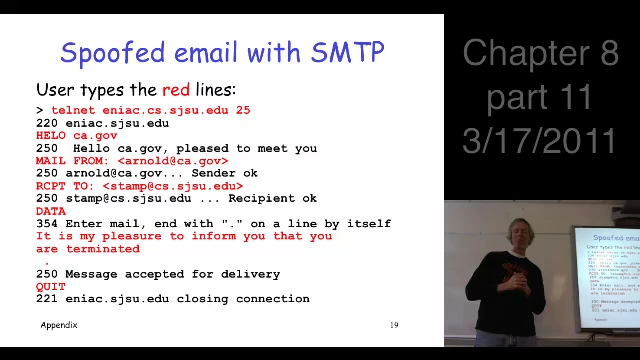 Spoofed email with SMTP
User types the red lines:
> telnet eniac.cs.sjsu.edu 25
220 eniac.sjsu.edu
HELO ca.gov
250 Hello ca.gov, pleased to meet you
MAIL FROM: <arnold@ca.gov>
250 arnold@ca.gov... Sender ok
RCPT TO: <stamp@cs.sjsu.edu>
250 stamp@cs.sjsu.edu ... Recipient ok
DATA
354 Enter mail, end with "." on a line by itself
It is my pleasure to inform you that you
are terminated
.
250 Message accepted for delivery
QUIT
221 eniac.sjsu.edu closing connection
Appendix
19
Chapter 8
part 11
3/17/2011